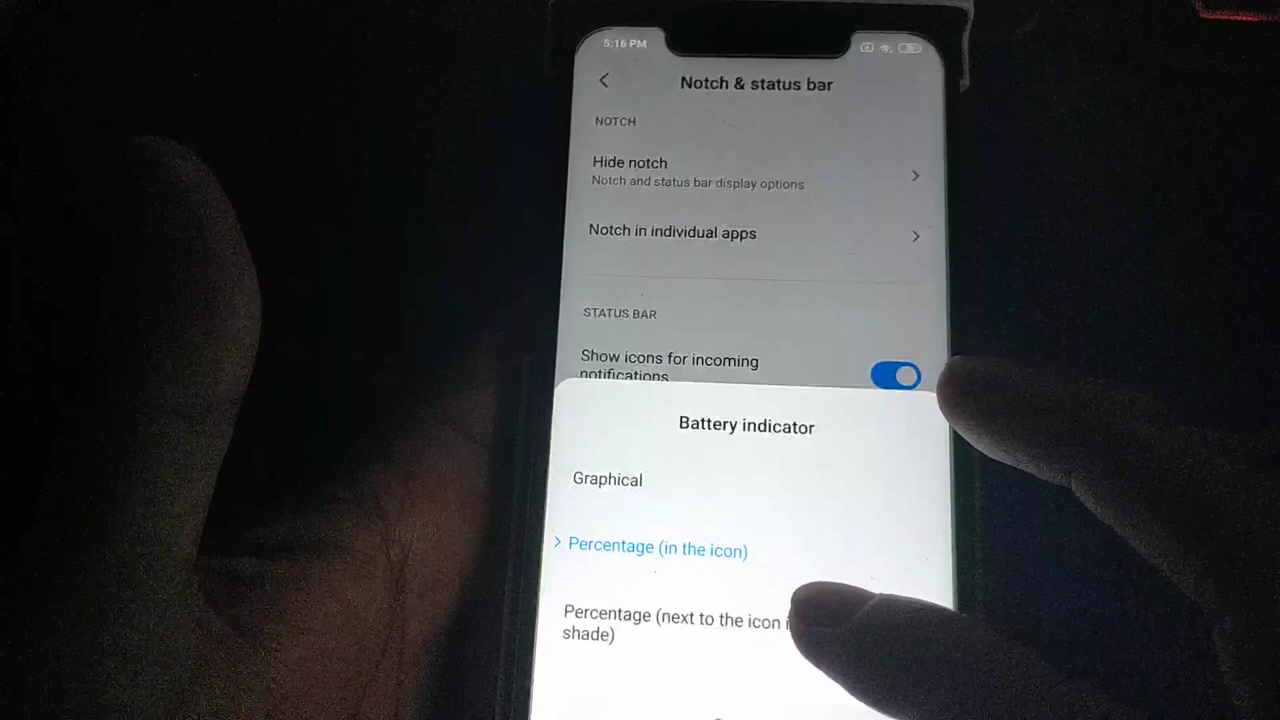 5:16 PM
Notch & status bar
NOTCH
Hide notch
Notch and status bar display options
Notch in individual apps
STATUS BAR
Show icons for incoming
notifications
Battery indicator
Graphical
Percentage (in the icon)
Percentage (next to the icon
shade)